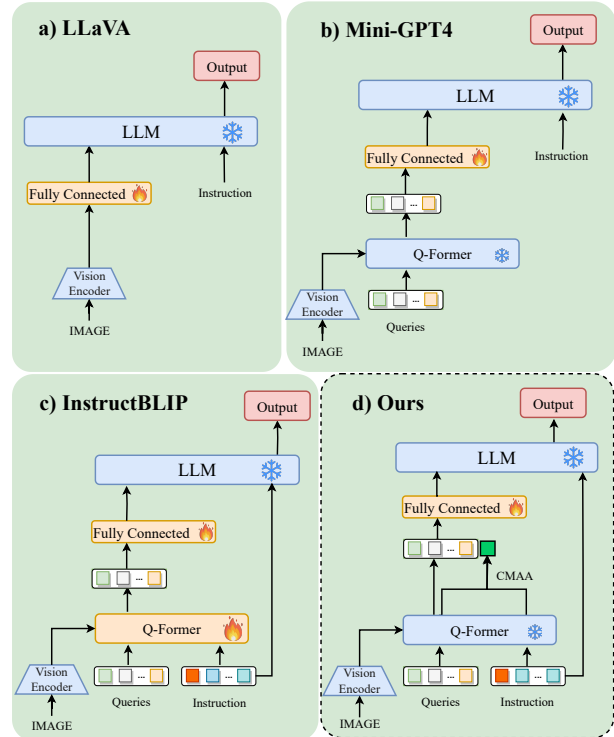 a) LLaVA
Output
LLM
Fully Connected
Instruction
Vision
Encoder
IMAGE
b) Mini-GPT4
Output
LLM
Fully Connected
Instruction
...
Q-Former
...
Vision
Encoder
Queries
IMAGE
c) InstructBLIP
Output
LLM
Fully Connected
...
Q-Former
Vision
Encoder
...
...
Queries
Instruction
IMAGE
d) Ours
Output
LLM
Fully Connected
...
CMAA
Q-Former
Vision
Encoder
...
...
Queries
Instruction
IMAGE